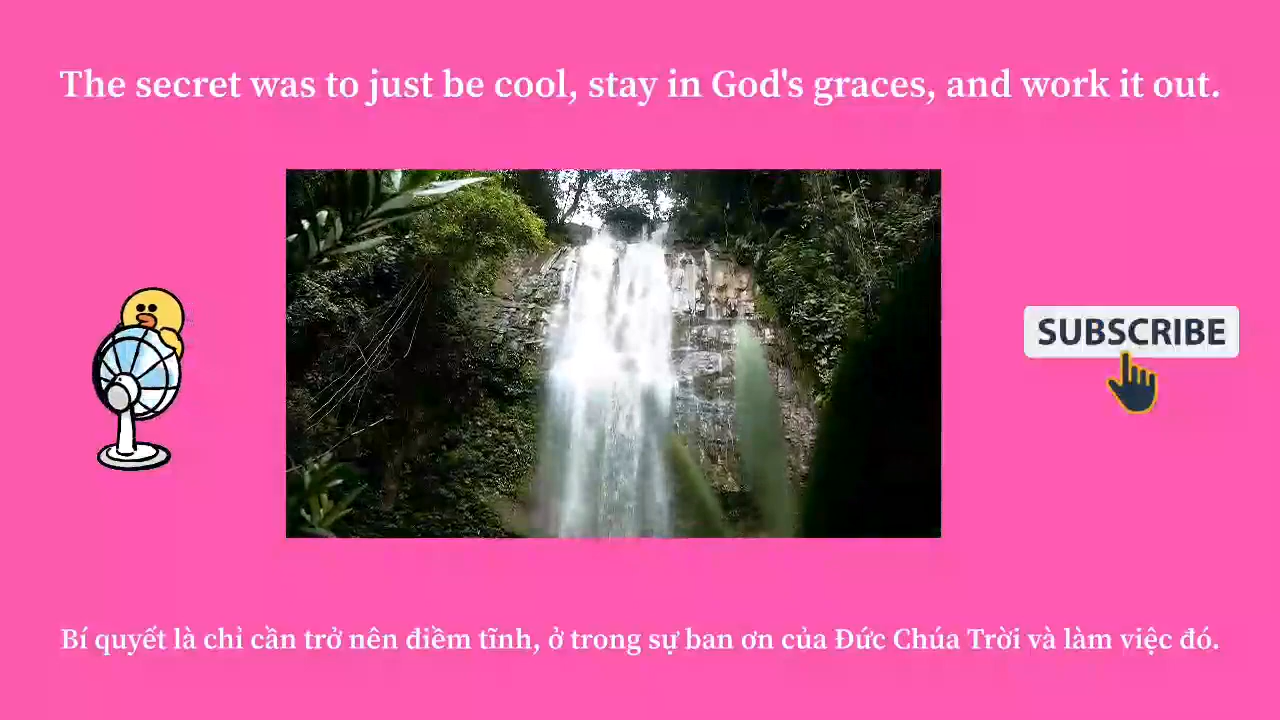 The secret was to just be cool, stay in God's graces, and work it out.
SUBSCRIBE
Bí quyết là chỉ cần trở nên điềm tĩnh, ở trong sự ban ơn của Đức Chúa Trời và làm việc đó.